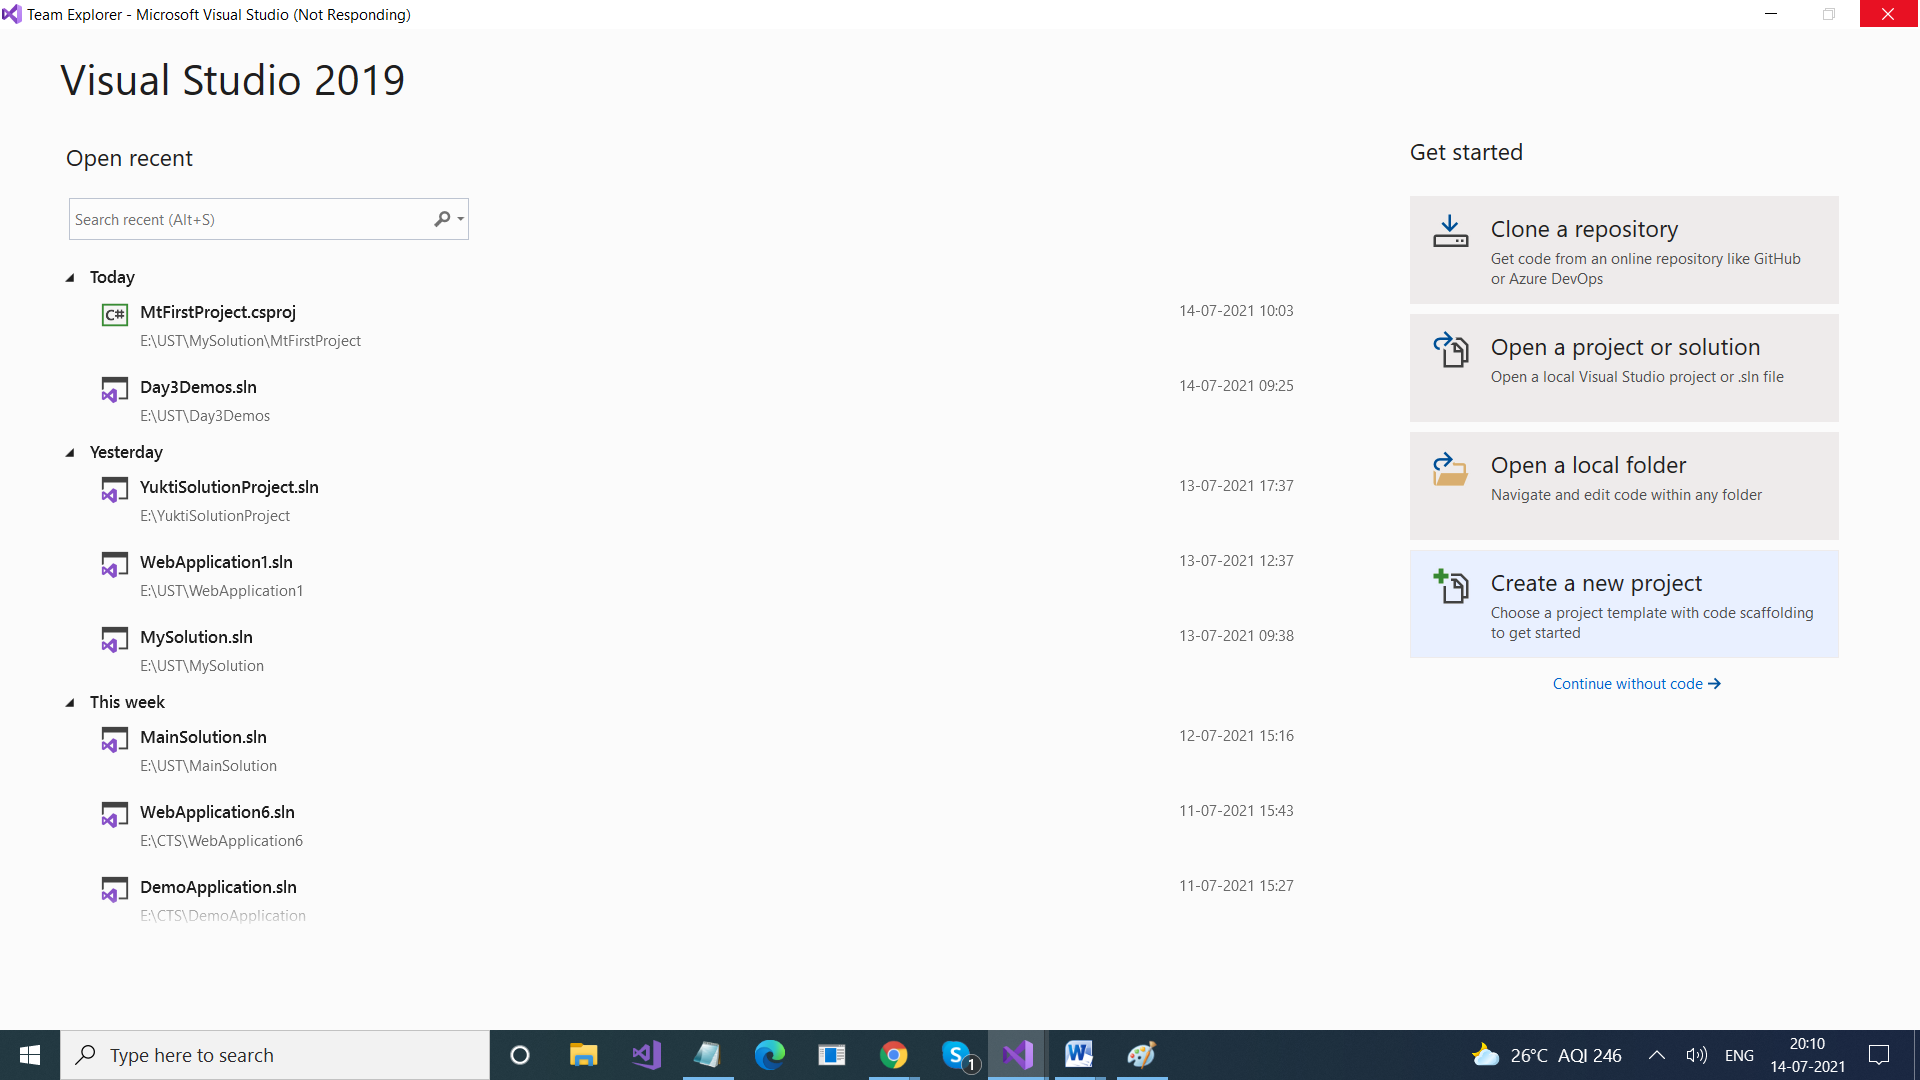 Team Explorer - Microsoft Visual Studio (Not Responding)
Visual Studio 2019
Open recent
Search recent (Alt+S)
Today
C# MtFirstProject.csproj 14-07-2021 10:03
E:\UST\MySolution\MtFirstProject
Day3Demos.sln 14-07-2021 09:25
E:\UST\Day3Demos
Yesterday
YuktiSolutionProject.sln 13-07-2021 17:37
E:\YuktiSolutionProject
WebApplication1.sln 13-07-2021 12:37
E:\UST\WebApplication1
MySolution.sln 13-07-2021 09:38
E:\UST\MySolution
This week
MainSolution.sln 12-07-2021 15:16
E:\UST\MainSolution
WebApplication6.sln 11-07-2021 15:43
E:\CTS\WebApplication6
DemoApplication.sln 11-07-2021 15:27
E:\CTS\DemoApplication
Get started
Clone a repository
Get code from an online repository like GitHub
or Azure DevOps
Open a project or solution
Open a local Visual Studio project or .sln file
Open a local folder
Navigate and edit code within any folder
Create a new project
Choose a project template with code scaffolding
to get started
Continue without code →
Type here to search
S 1
W
26°C AQI 246
ENG
20:10
14-07-2021